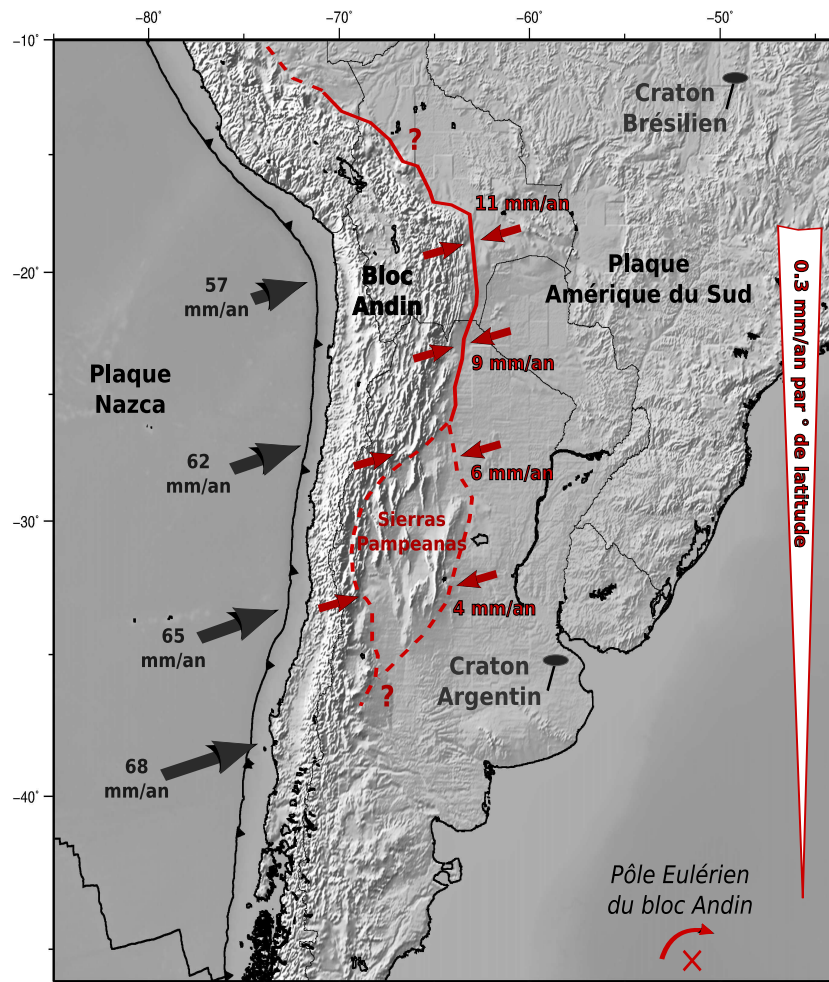 −80° −70° −60° −50°
−10°
−20°
−30°
−40°
Craton
Brésilien
?
11 mm/an
Plaque
Amérique du Sud
Bloc
Andin
57
mm/an
Plaque
Nazca
9 mm/an
0.3 mm/an par ° de latitude
62
mm/an
6 mm/an
Sierras
Pampeanas
65
mm/an
4 mm/an
Craton
Argentin
?
68
mm/an
Pôle Eulérien
du bloc Andin